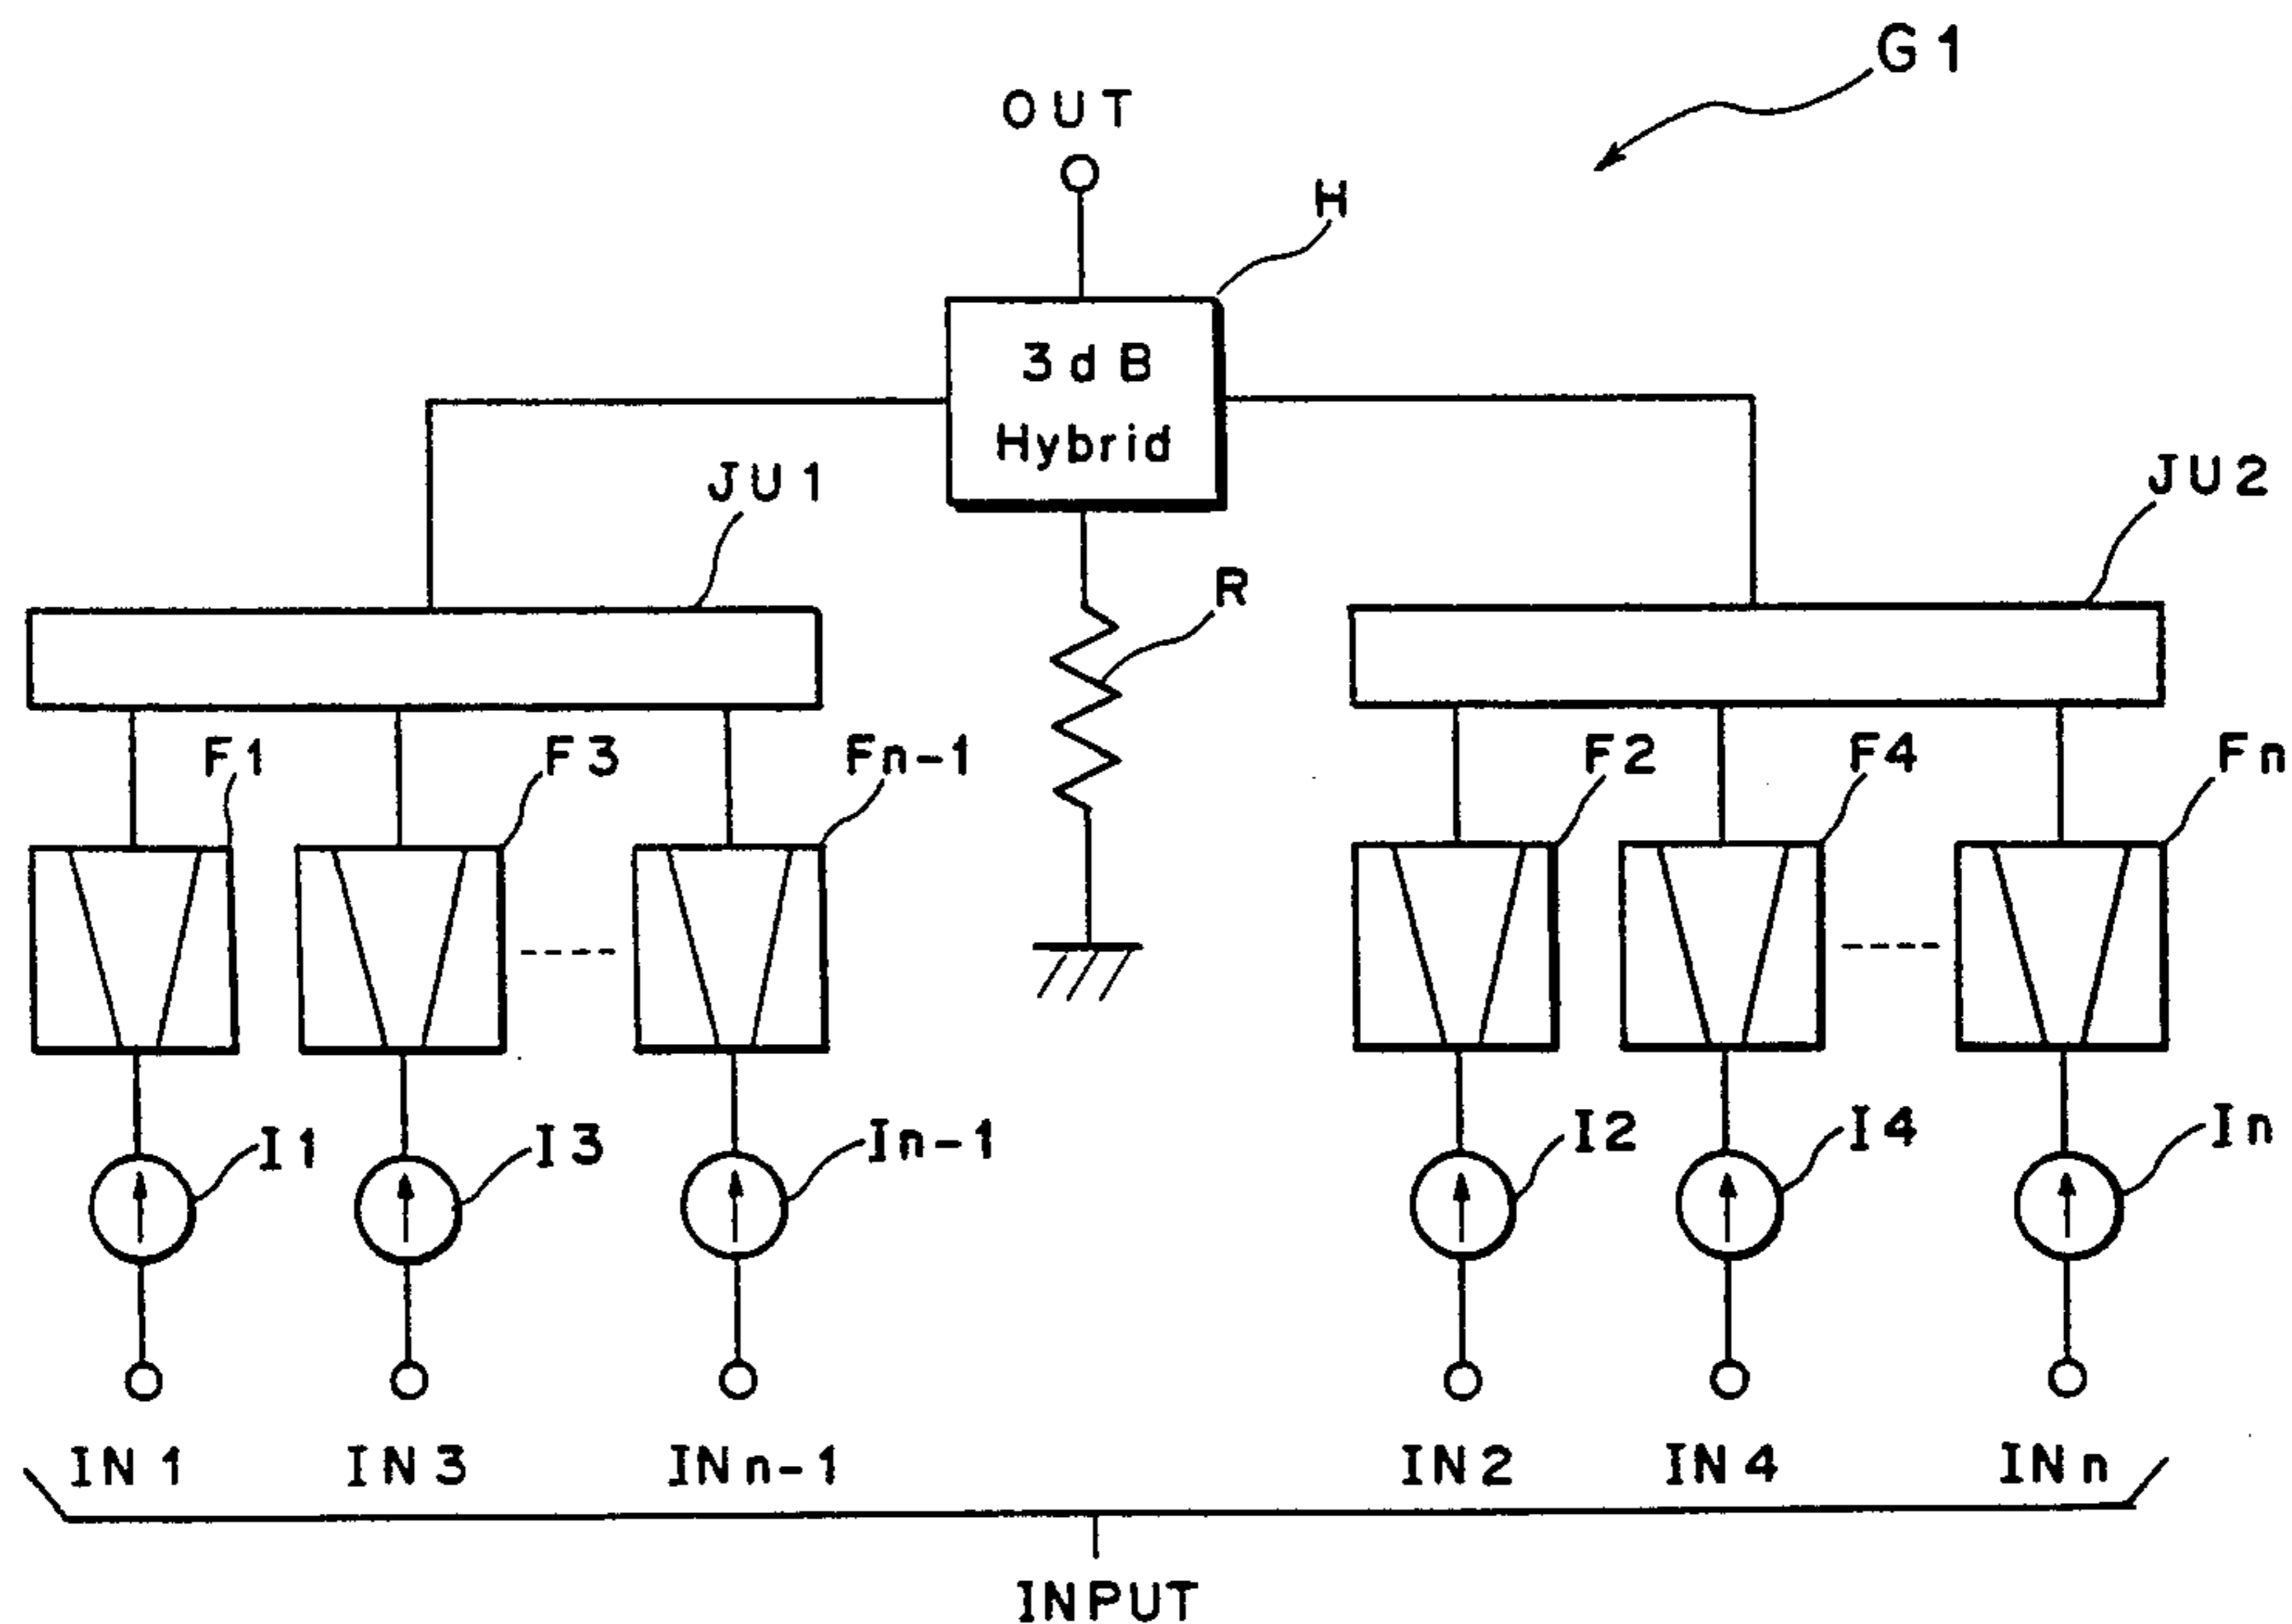 G1
OUT
H
3dB
Hybrid
JU1
JU2
R
F1
F3
Fn-1
F2
F4
Fn
I1
I3
In-1
I2
I4
In
IN1
IN3
INn-1
IN2
IN4
INn
INPUT